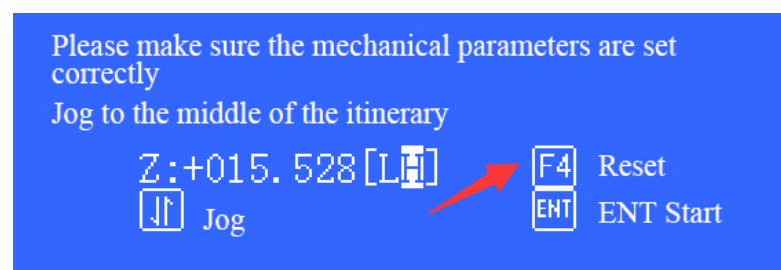 Please make sure the mechanical parameters are set
correctly
Jog to the middle of the itinerary
Z:+015.528[LH] F4 Reset
Jog ENT ENT Start